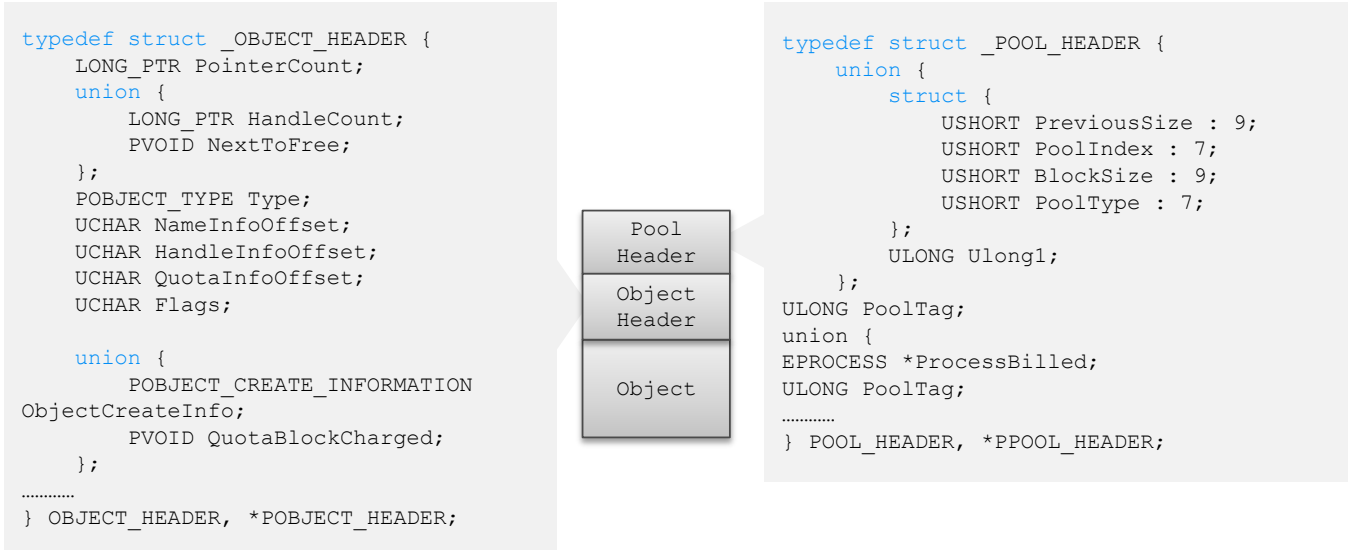 typedef struct _OBJECT_HEADER {
    LONG_PTR PointerCount;
    union {
        LONG_PTR HandleCount;
        PVOID NextToFree;
    };
    POBJECT_TYPE Type;
    UCHAR NameInfoOffset;
    UCHAR HandleInfoOffset;
    UCHAR QuotaInfoOffset;
    UCHAR Flags;
    union {
        POBJECT_CREATE_INFORMATION
ObjectCreateInfo;
        PVOID QuotaBlockCharged;
    };
…………
} OBJECT_HEADER, *POBJECT_HEADER;
Pool
Header
Object
Header
Object
typedef struct _POOL_HEADER {
    union {
        struct {
            USHORT PreviousSize : 9;
            USHORT PoolIndex : 7;
            USHORT BlockSize : 9;
            USHORT PoolType : 7;
        };
        ULONG Ulong1;
    };
ULONG PoolTag;
union {
EPROCESS *ProcessBilled;
ULONG PoolTag;
…………
} POOL_HEADER, *PPOOL_HEADER;